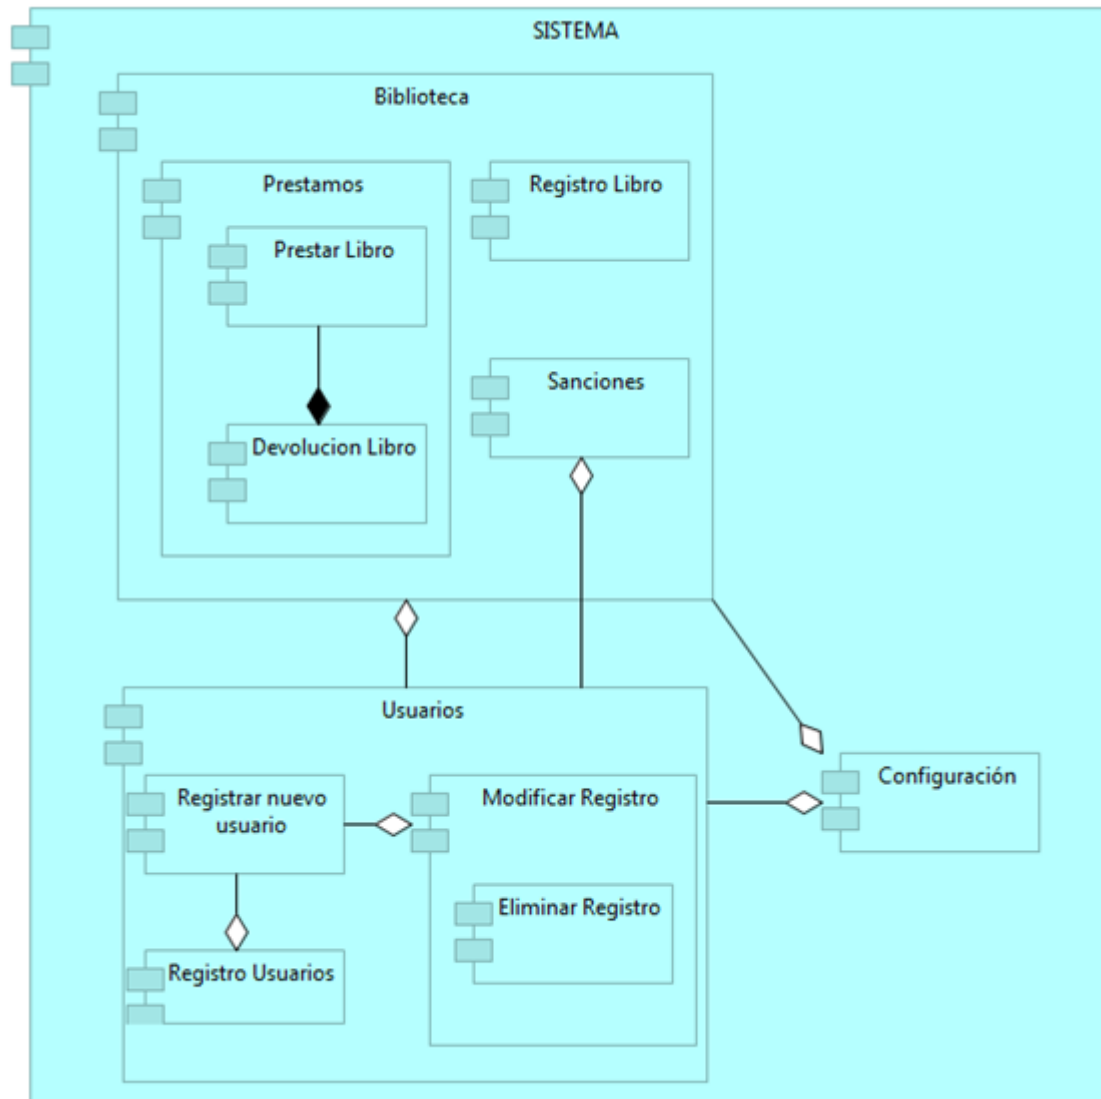 SISTEMA
Biblioteca
Prestamos
Registro Libro
Prestar Libro
Sanciones
Devolucion Libro
Usuarios
Configuración
Registrar nuevo
usuario
Modificar Registro
Eliminar Registro
Registro Usuarios